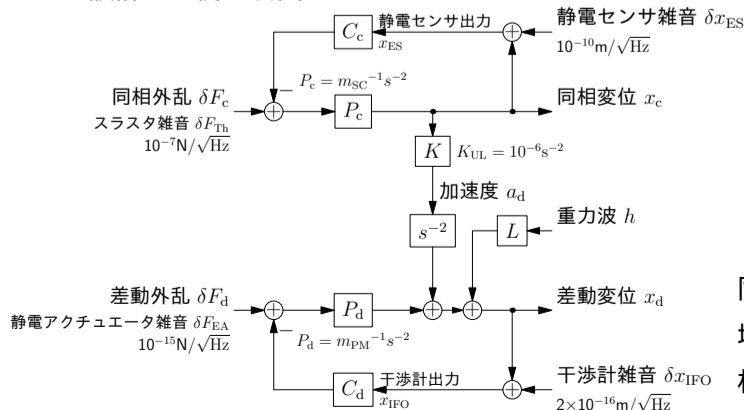 静電センサ出力
C_c
x_ES
静電センサ雑音 δx_ES
10^{-10}m/√Hz
P_c = m_SC^{-1}s^{-2}
同相外乱 δF_c
P_c
同相変位 x_c
スラスタ雑音 δF_Th
10^{-7}N/√Hz
K
K_UL = 10^{-6}s^{-2}
加速度 a_d
重力波 h
L
s^{-2}
差動外乱 δF_d
P_d
差動変位 x_d
静電アクチュエータ雑音 δF_EA
10^{-15}N/√Hz
P_d = m_PM^{-1}s^{-2}
干渉計出力
C_d
x_IFO
干渉計雑音 δx_IFO
2×10^{-16}m/√Hz